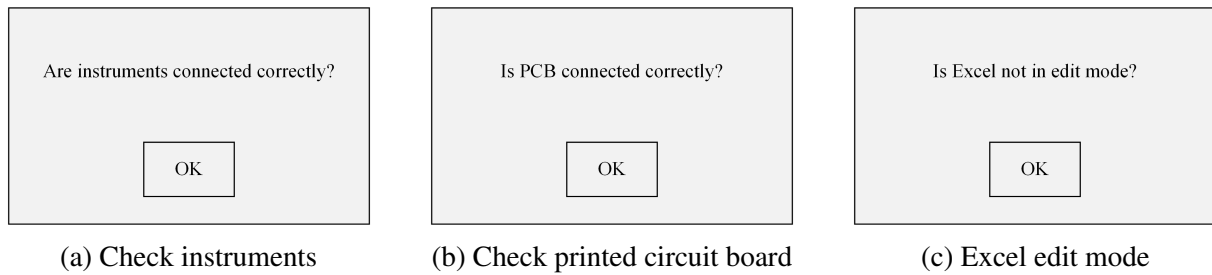 Are instruments connected correctly?
OK
(a) Check instruments
Is PCB connected correctly?
OK
(b) Check printed circuit board
Is Excel not in edit mode?
OK
(c) Excel edit mode